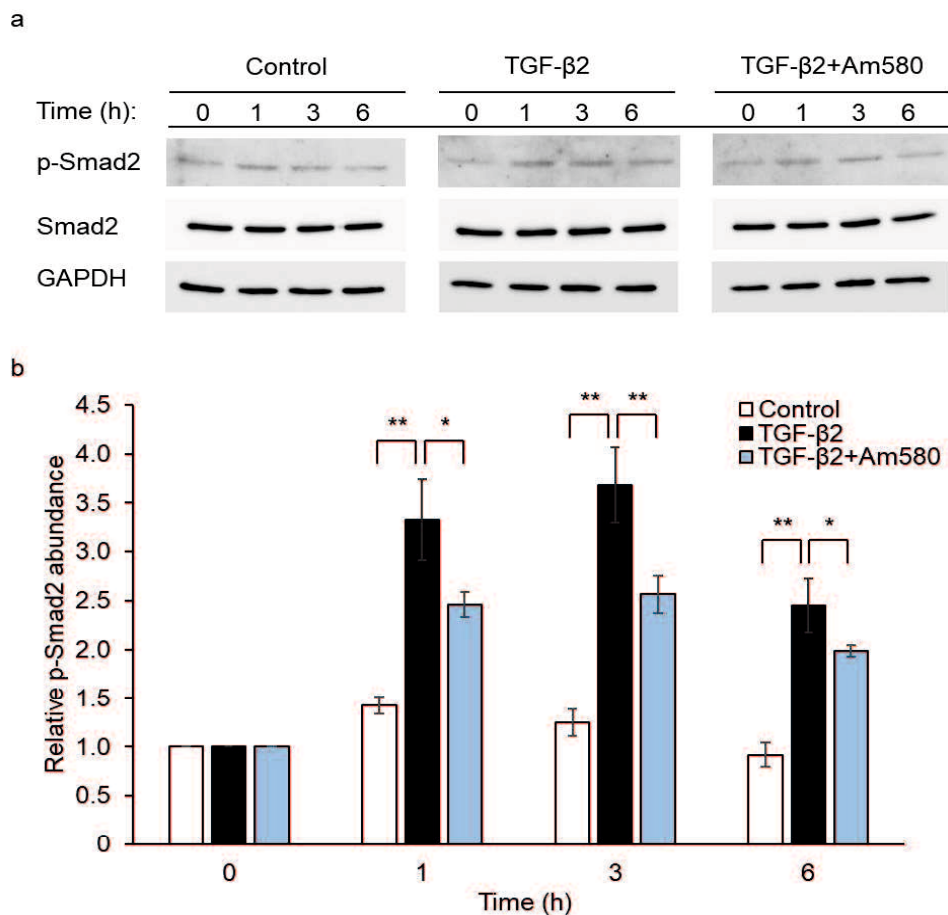 a
Control TGF-β2 TGF-β2+Am580
Time (h): 0 1 3 6 0 1 3 6 0 1 3 6
p-Smad2
Smad2
GAPDH
b
Relative p-Smad2 abundance
4.5
4.0
3.5
3.0
2.5
2.0
1.5
1.0
0.5
0
** *
** **
** *
Control
TGF-β2
TGF-β2+Am580
0 1 3 6
Time (h)